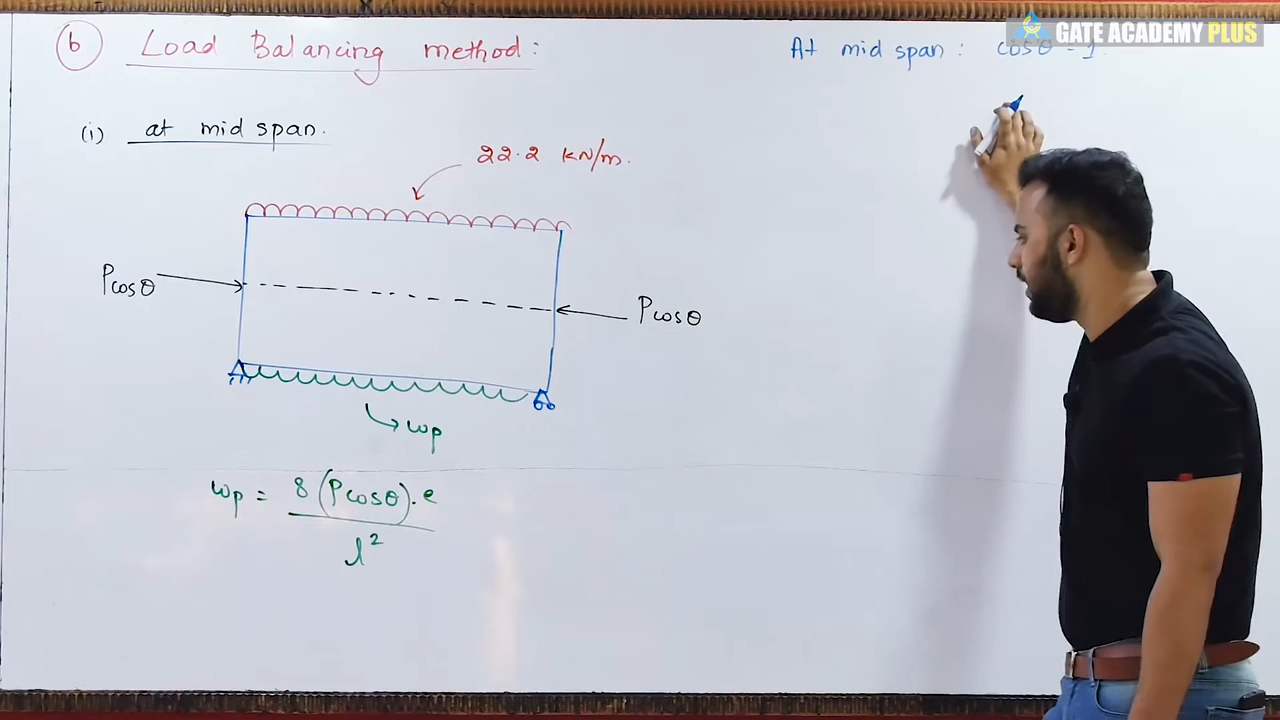 GATE ACADEMY PLUS
b Load Balancing method:
At mid span: cosθ = 1.
(i) at mid span.
22.2 KN/m.
Pcosθ
Pcosθ
wp
wp = 8 (Pcosθ).e
l²